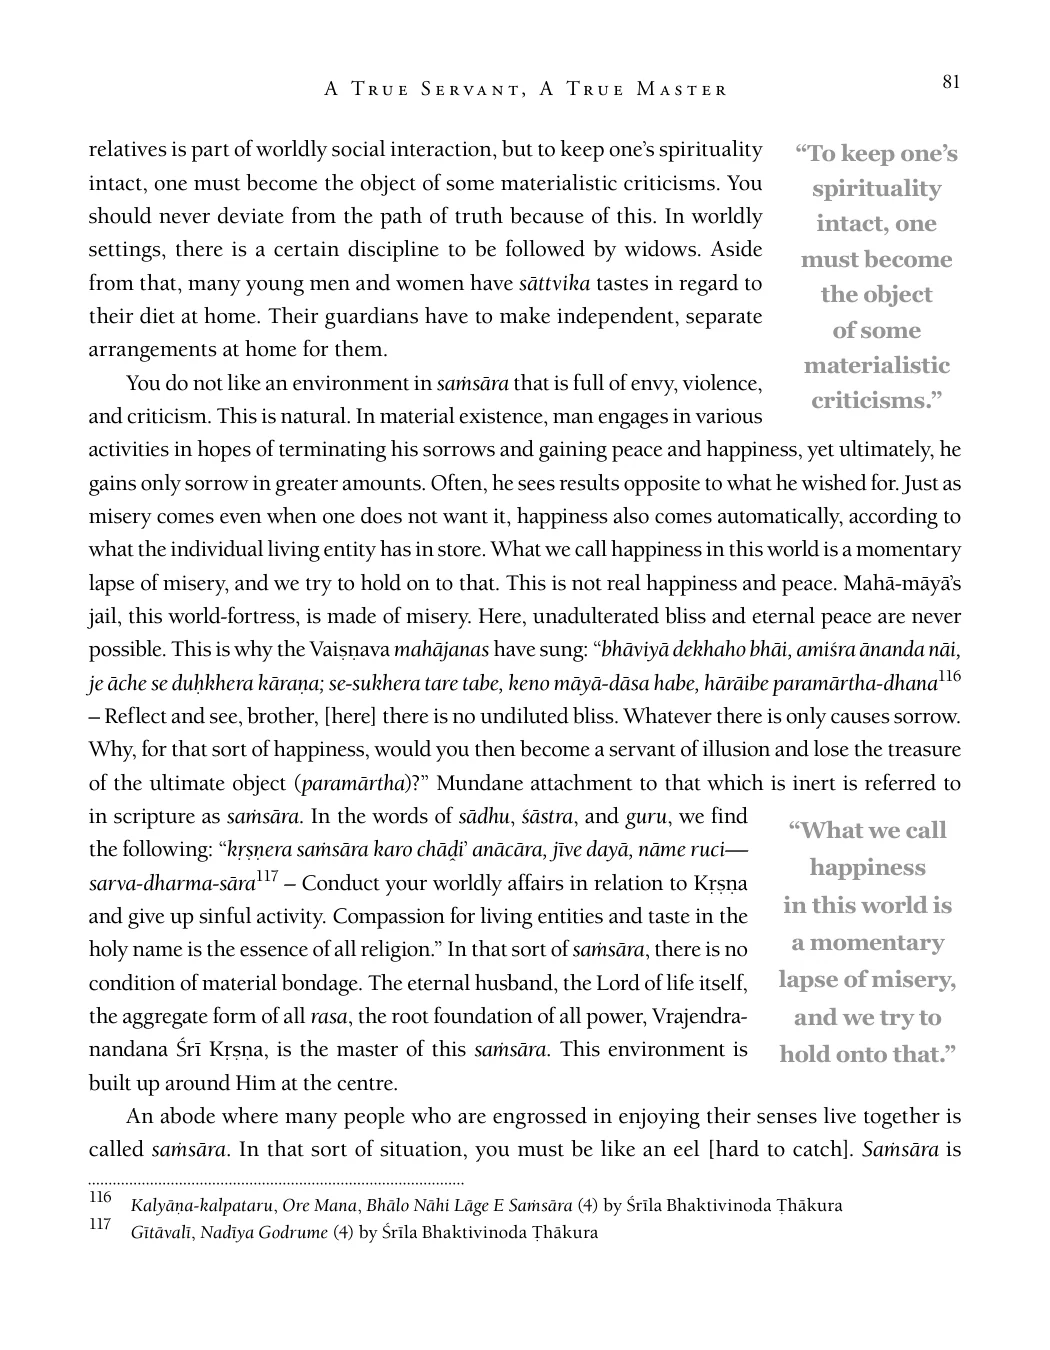 A True Servant, A True Master
81
relatives is part of worldly social interaction, but to keep one’s spirituality
intact, one must become the object of some materialistic criticisms. You
should never deviate from the path of truth because of this. In worldly
settings, there is a certain discipline to be followed by widows. Aside
from that, many young men and women have sāttvika tastes in regard to
their diet at home. Their guardians have to make independent, separate
arrangements at home for them.
“To keep one’s
spirituality
intact, one
must become
the object
of some
materialistic
criticisms.”
You do not like an environment in saṁsāra that is full of envy, violence,
and criticism. This is natural. In material existence, man engages in various
activities in hopes of terminating his sorrows and gaining peace and happiness, yet ultimately, he
gains only sorrow in greater amounts. Often, he sees results opposite to what he wished for. Just as
misery comes even when one does not want it, happiness also comes automatically, according to
what the individual living entity has in store. What we call happiness in this world is a momentary
lapse of misery, and we try to hold on to that. This is not real happiness and peace. Mahā-māyā’s
jail, this world-fortress, is made of misery. Here, unadulterated bliss and eternal peace are never
possible. This is why the Vaiṣṇava mahājanas have sung: “bhāviyā dekhaho bhāi, amiśra ānanda nāi,
je āche se duḥkhera kāraṇa; se-sukhera tare tabe, keno māyā-dāsa habe, hārāibe paramārtha-dhana116
– Reflect and see, brother, [here] there is no undiluted bliss. Whatever there is only causes sorrow.
Why, for that sort of happiness, would you then become a servant of illusion and lose the treasure
of the ultimate object (paramārtha)?” Mundane attachment to that which is inert is referred to
in scripture as saṁsāra. In the words of sādhu, śāstra, and guru, we find
the following: “kṛṣṇera saṁsāra karo chāḓi’ anācāra, jīve dayā, nāme ruci—
sarva-dharma-sāra117 – Conduct your worldly affairs in relation to Kṛṣṇa
and give up sinful activity. Compassion for living entities and taste in the
holy name is the essence of all religion.” In that sort of saṁsāra, there is no
condition of material bondage. The eternal husband, the Lord of life itself,
the aggregate form of all rasa, the root foundation of all power, Vrajendra-
nandana Śrī Kṛṣṇa, is the master of this saṁsāra. This environment is
built up around Him at the centre.
“What we call
happiness
in this world is
a momentary
lapse of misery,
and we try to
hold onto that.”
An abode where many people who are engrossed in enjoying their senses live together is
called saṁsāra. In that sort of situation, you must be like an eel [hard to catch]. Saṁsāra is
116 Kalyāṇa-kalpataru, Ore Mana, Bhālo Nāhi Lāge E Saṁsāra (4) by Śrīla Bhaktivinoda Ṭhākura
117 Gītāvalī, Nadīya Godrume (4) by Śrīla Bhaktivinoda Ṭhākura